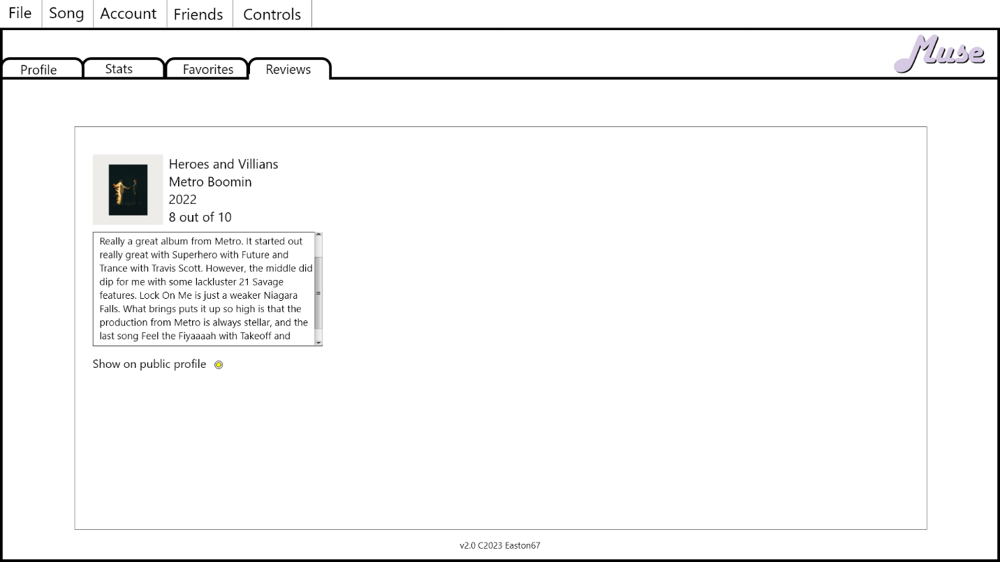 File Song Account Friends Controls
Muse
Profile Stats Favorites Reviews
Heroes and Villians
Metro Boomin
2022
8 out of 10
Really a great album from Metro. It started out
really great with Superhero with Future and
Trance with Travis Scott. However, the middle did
dip for me with some lackluster 21 Savage
features. Lock On Me is just a weaker Niagara
Falls. What brings puts it up so high is that the
production from Metro is always stellar, and the
last song Feel the Fiyaaaah with Takeoff and
Show on public profile
v2.0 C2023 Easton67